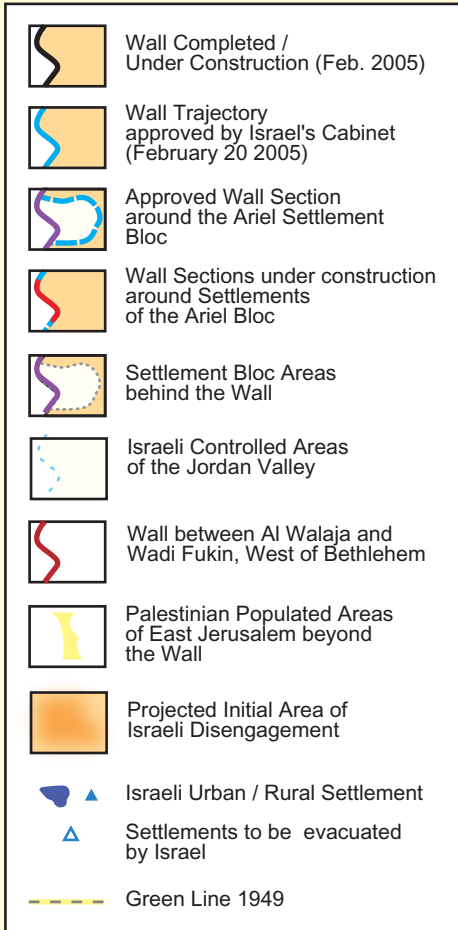 Wall Completed /
Under Construction (Feb. 2005)
Wall Trajectory
approved by Israel's Cabinet
(February 20 2005)
Approved Wall Section
around the Ariel Settlement
Bloc
Wall Sections under construction
around Settlements
of the Ariel Bloc
Settlement Bloc Areas
behind the Wall
Israeli Controlled Areas
of the Jordan Valley
Wall between Al Walaja and
Wadi Fukin, West of Bethlehem
Palestinian Populated Areas
of East Jerusalem beyond
the Wall
Projected Initial Area of
Israeli Disengagement
Israeli Urban / Rural Settlement
Settlements to be evacuated
by Israel
Green Line 1949